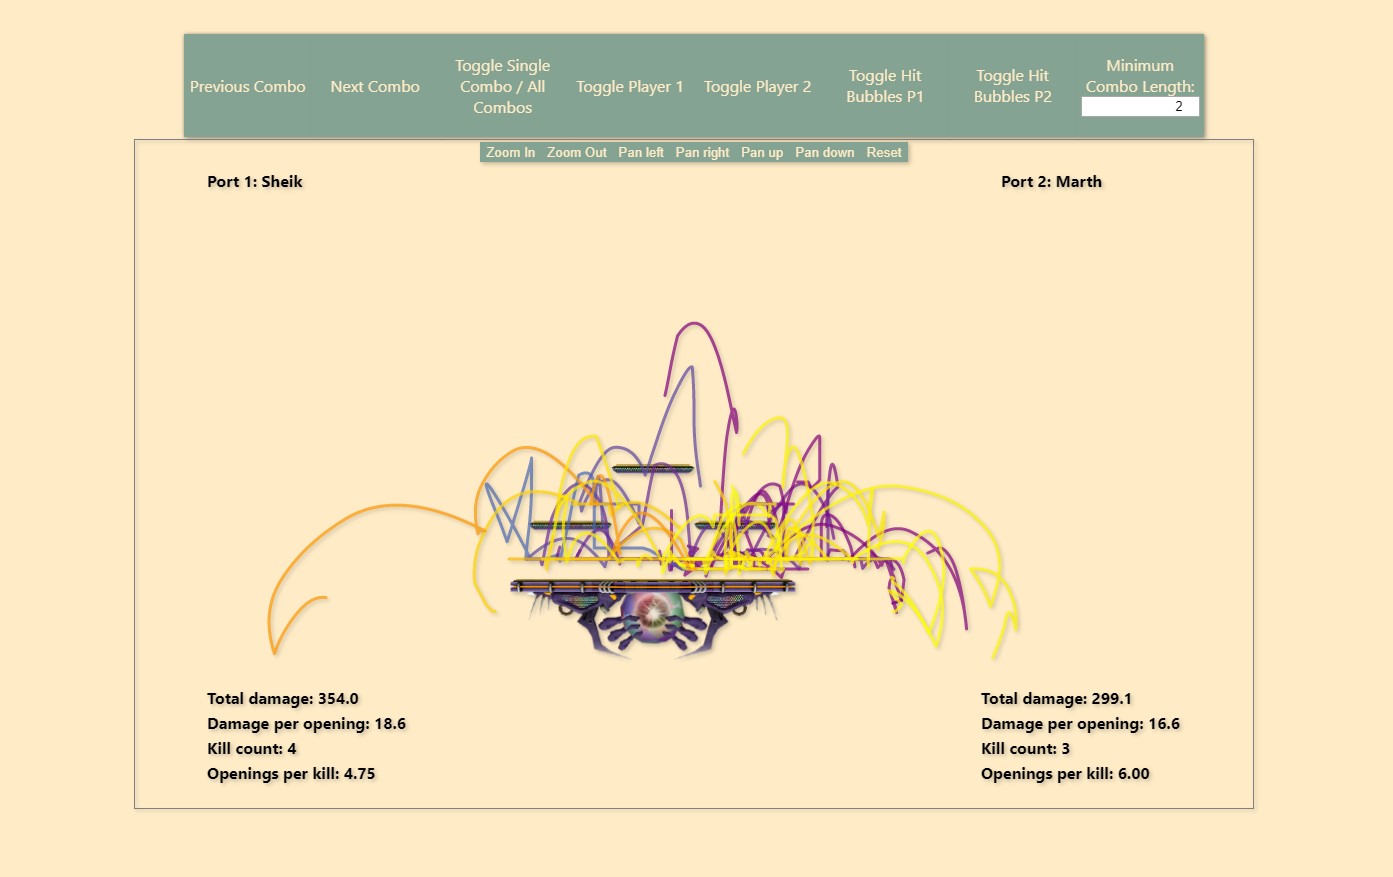 Previous Combo
Next Combo
Toggle Single
Combo / All
Combos
Toggle Player 1
Toggle Player 2
Toggle Hit
Bubbles P1
Toggle Hit
Bubbles P2
Minimum
Combo Length:
2
Zoom In Zoom Out Pan left Pan right Pan up Pan down Reset
Port 1: Sheik
Port 2: Marth
Total damage: 354.0
Damage per opening: 18.6
Kill count: 4
Openings per kill: 4.75
Total damage: 299.1
Damage per opening: 16.6
Kill count: 3
Openings per kill: 6.00